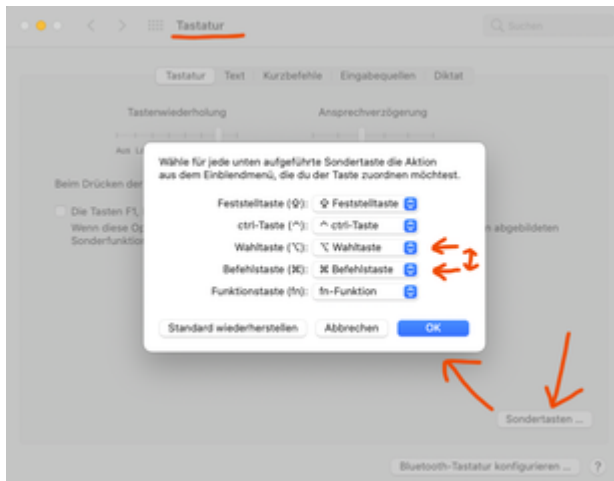 Tastatur
Suchen
Tastatur Text Kurzbefehle Eingabequellen Diktat
Tastenwiederholung Ansprechverzögerung
Aus
Wähle für jede unten aufgeführte Sondertaste die Aktion
aus dem Einblendmenü, die du der Taste zuordnen möchtest.
Beim Drücken der
Feststelltaste (⇪): ⇪ Feststelltaste
Die Tasten F1,
ctrl-Taste (^): ^ ctrl-Taste
Wenn diese Op
n abgebildeten
Sonderfunktion
Wahltaste (⌥): ⌥ Wahltaste
Befehlstaste (⌘): ⌘ Befehlstaste
Funktionstaste (fn): fn-Funktion
Standard wiederherstellen Abbrechen OK
Sondertasten ...
Bluetooth-Tastatur konfigurieren ... ?